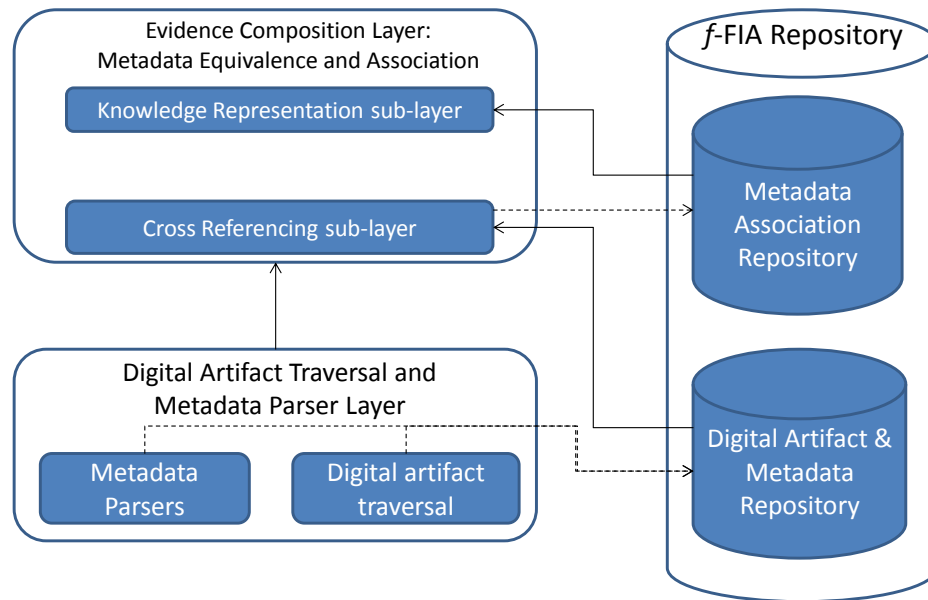 Evidence Composition Layer:
Metadata Equivalence and Association
Knowledge Representation sub-layer
Cross Referencing sub-layer
Digital Artifact Traversal and
Metadata Parser Layer
Metadata
Parsers
Digital artifact
traversal
f-FIA Repository
Metadata
Association
Repository
Digital Artifact &
Metadata
Repository